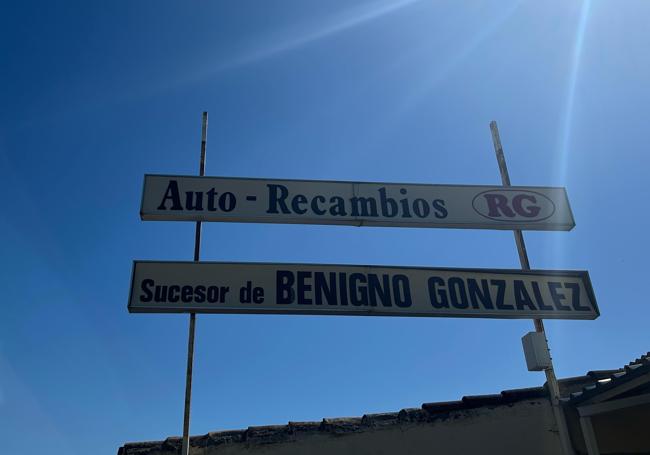 Auto - Recambios RG
Sucesor de BENIGNO GONZALEZ